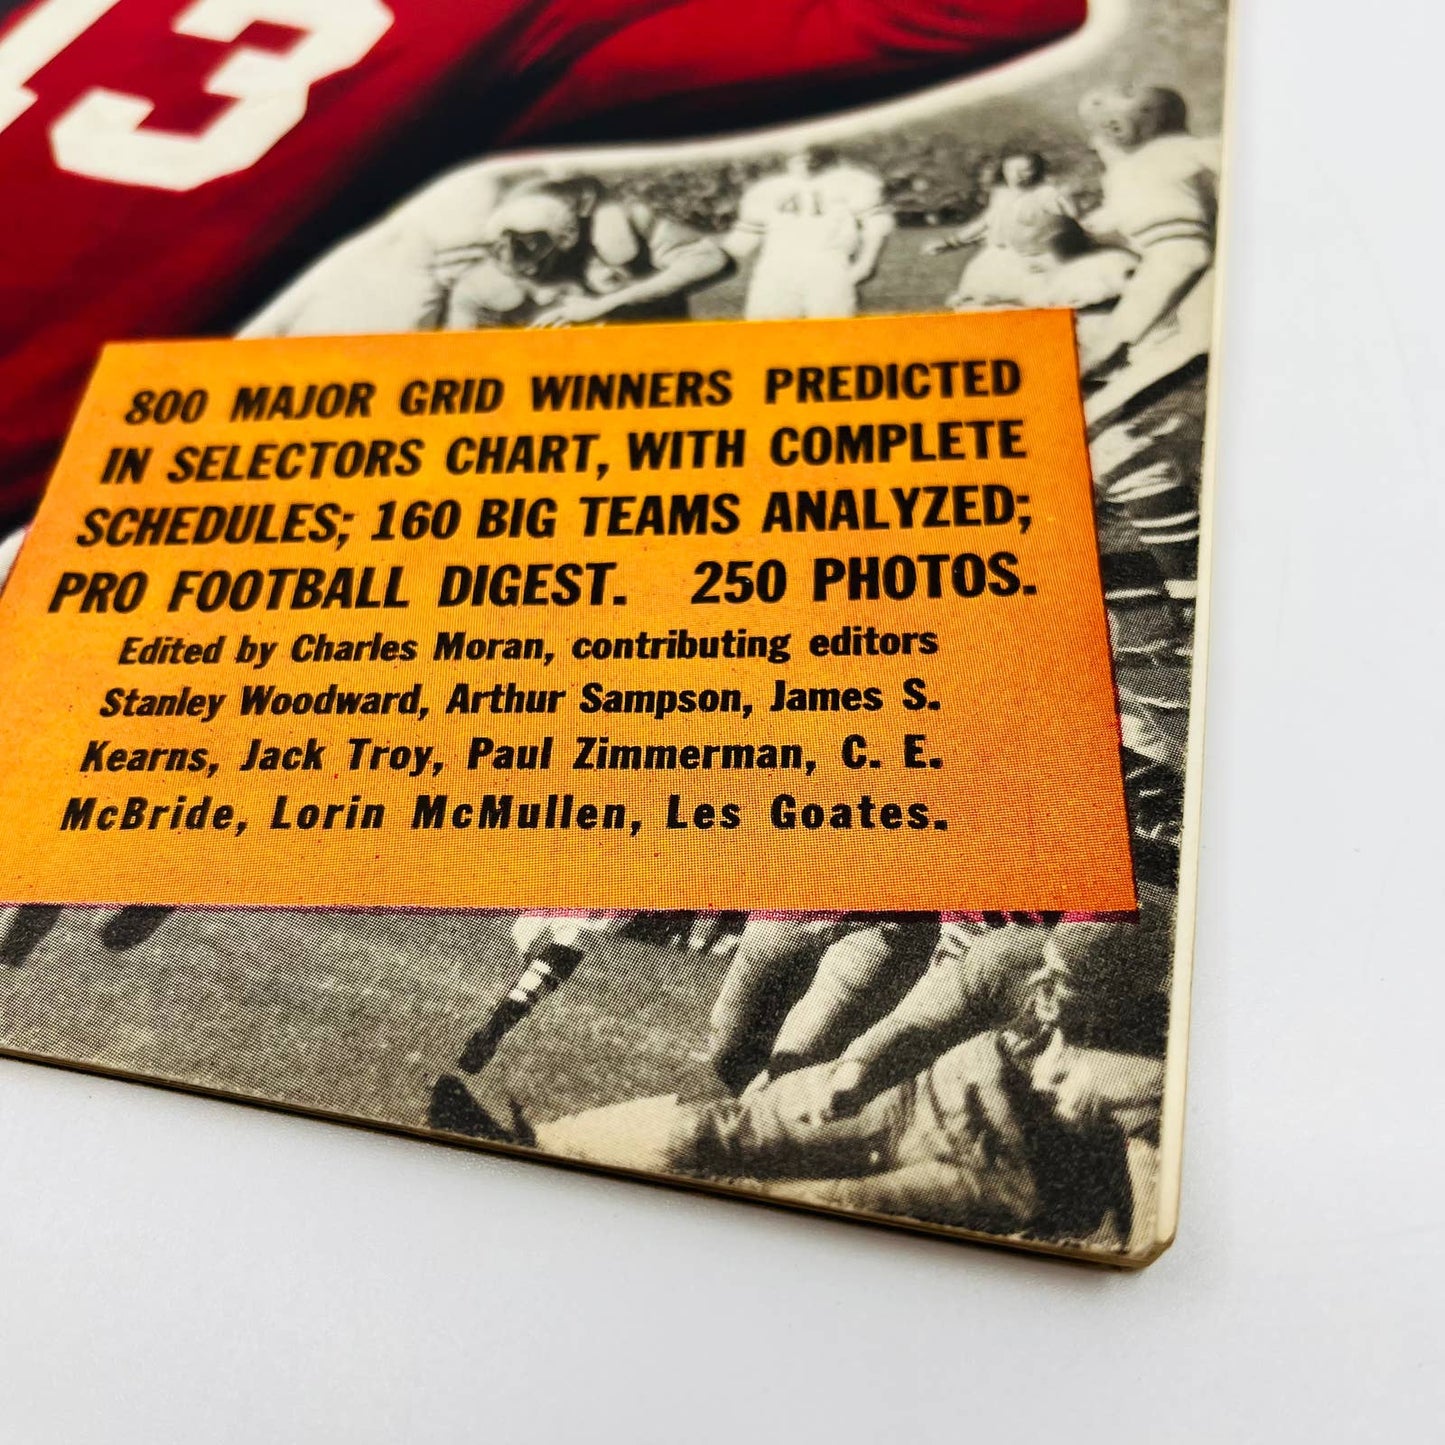 13
41
800 MAJOR GRID WINNERS PREDICTED
IN SELECTORS CHART, WITH COMPLETE
SCHEDULES; 160 BIG TEAMS ANALYZED;
PRO FOOTBALL DIGEST. 250 PHOTOS.
Edited by Charles Moran, contributing editors
Stanley Woodward, Arthur Sampson, James S.
Kearns, Jack Troy, Paul Zimmerman, C. E.
McBride, Lorin McMullen, Les Goates.